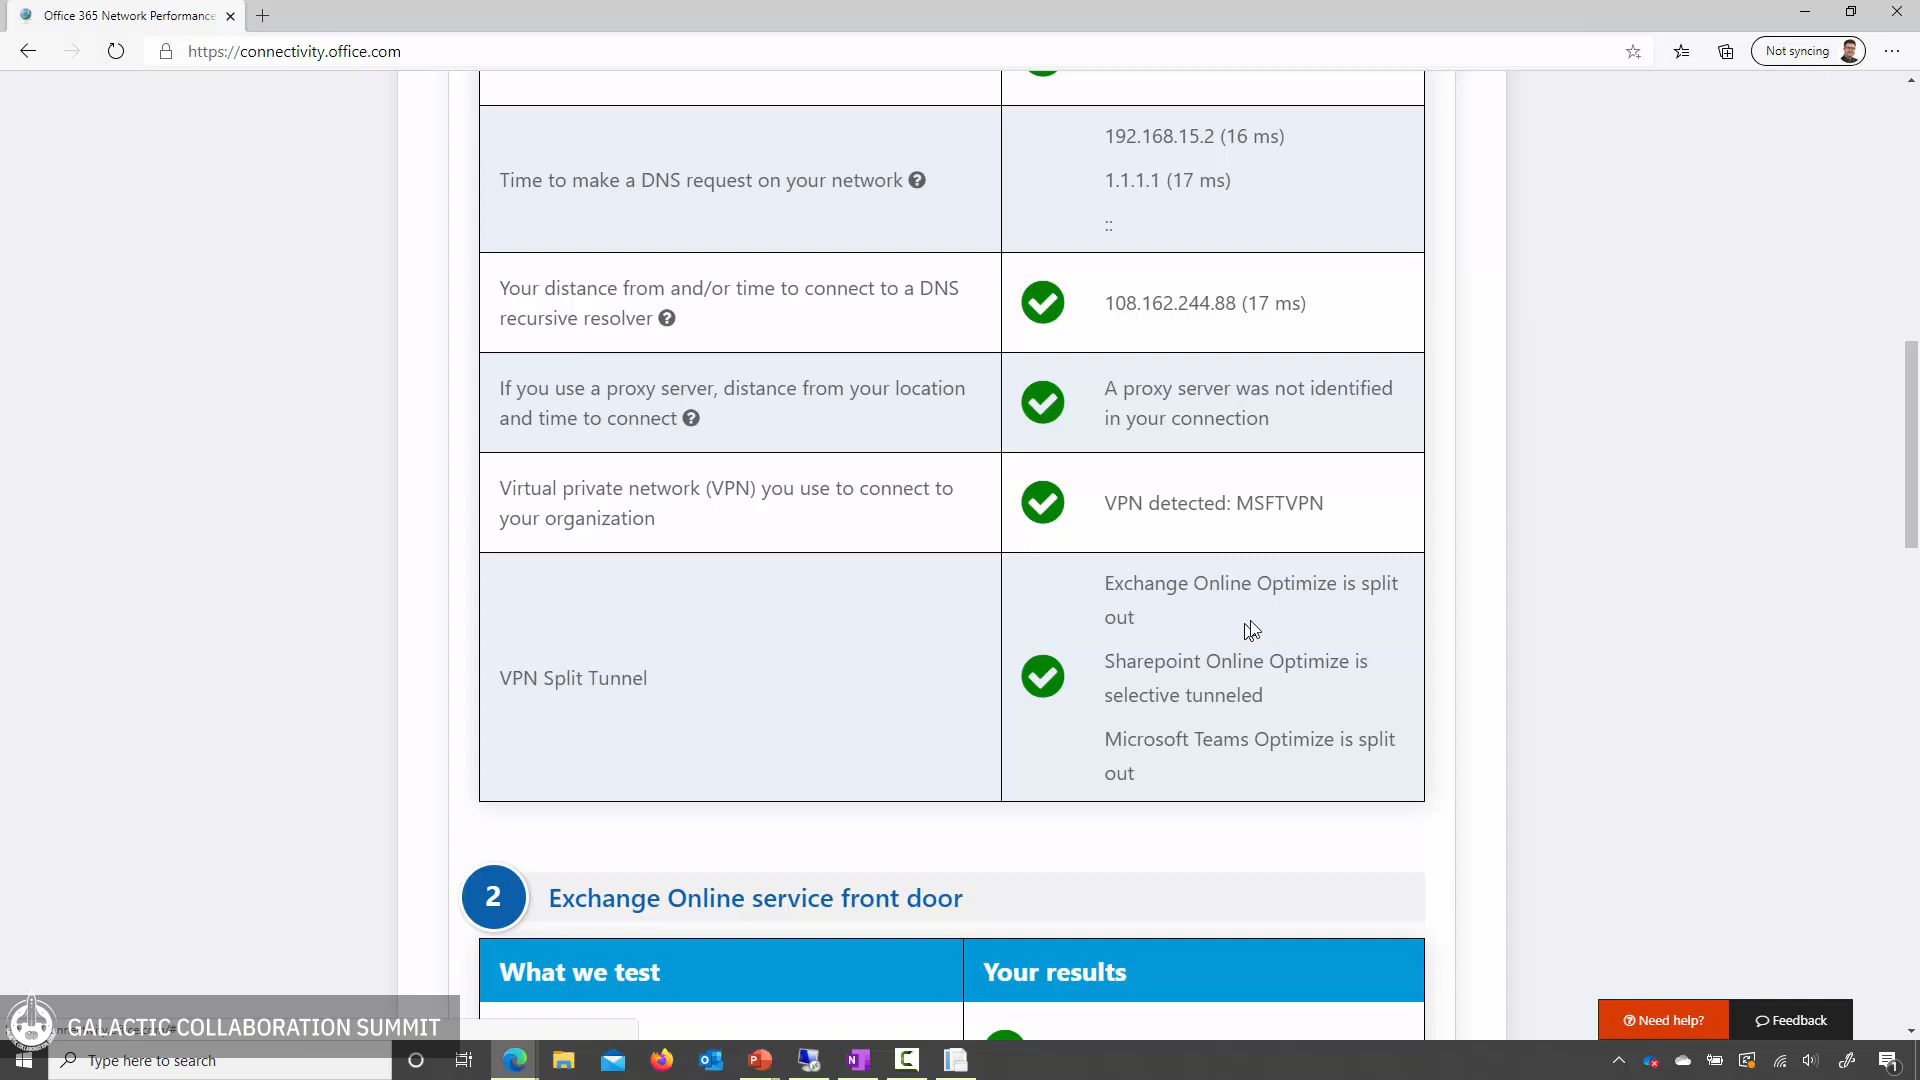 Office 365 Network Performance
https://connectivity.office.com
Not syncing
Time to make a DNS request on your network
192.168.15.2 (16 ms)
1.1.1.1 (17 ms)
::
Your distance from and/or time to connect to a DNS
recursive resolver
108.162.244.88 (17 ms)
If you use a proxy server, distance from your location
and time to connect
A proxy server was not identified
in your connection
Virtual private network (VPN) you use to connect to
your organization
VPN detected: MSFTVPN
VPN Split Tunnel
Exchange Online Optimize is split
out
Sharepoint Online Optimize is
selective tunneled
Microsoft Teams Optimize is split
out
2
Exchange Online service front door
What we test
Your results
GALACTIC COLLABORATION SUMMIT
Need help?
Feedback
Type here to search